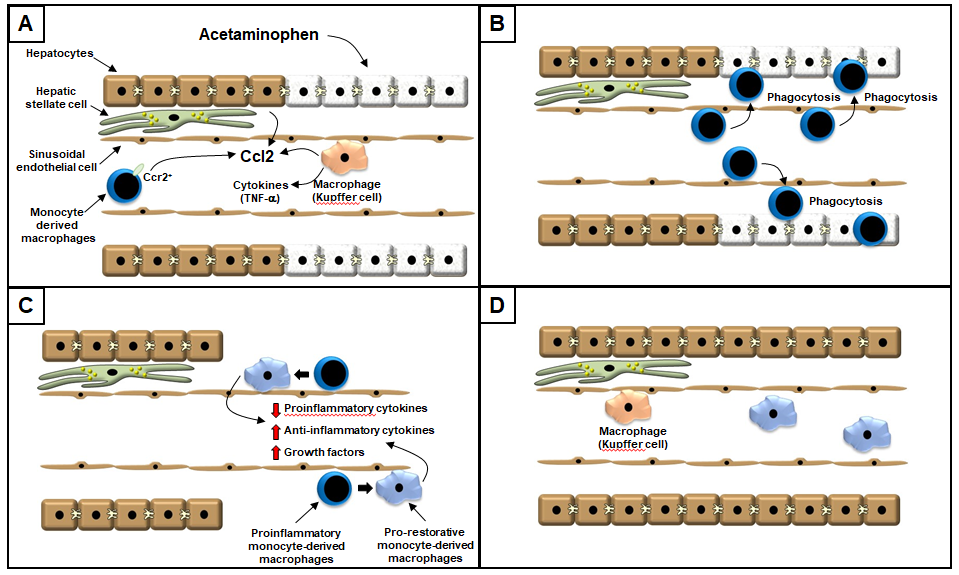 A
Acetaminophen
Hepatocytes
Hepatic
stellate cell
Sinusoidal
endothelial cell
Ccl2
Ccr2+
Cytokines
(TNF-α)
Macrophage
(Kupffer cell)
Monocyte
derived
macrophages
B
Phagocytosis
Phagocytosis
Phagocytosis
C
Proinflammatory cytokines
Anti-inflammatory cytokines
Growth factors
Proinflammatory
monocyte-derived
macrophages
Pro-restorative
monocyte-derived
macrophages
D
Macrophage
(Kupffer cell)